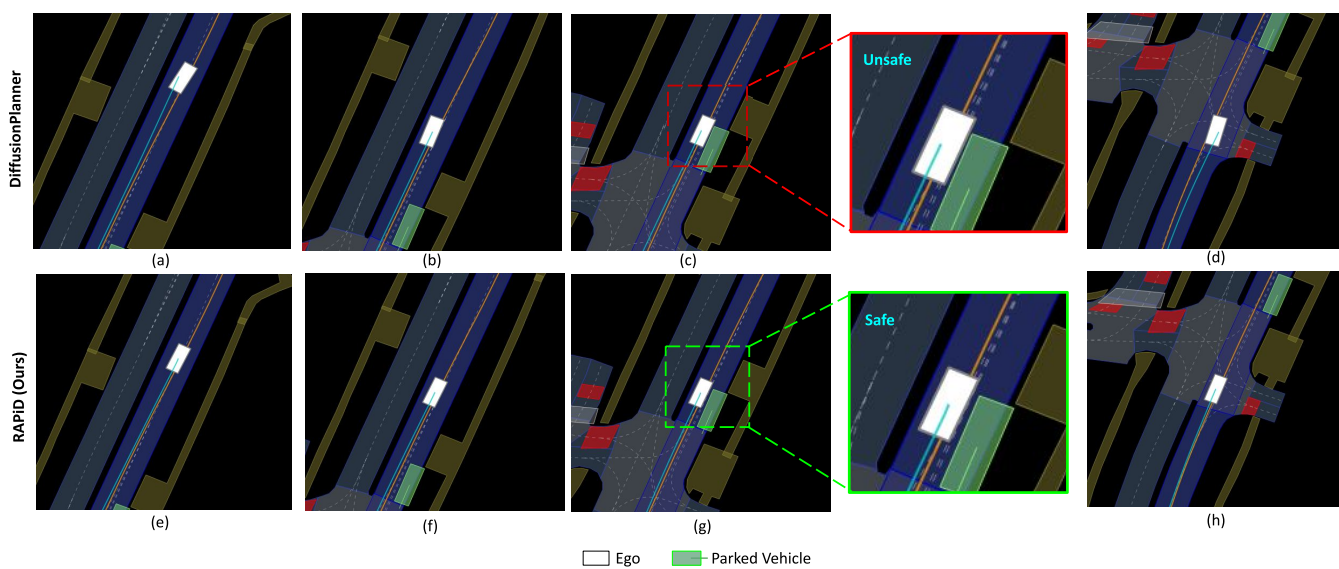 DiffusionPlanner
Unsafe
(a)
(b)
(c)
(d)
RAPiD (Ours)
Safe
(e)
(f)
(g)
(h)
Ego
Parked Vehicle